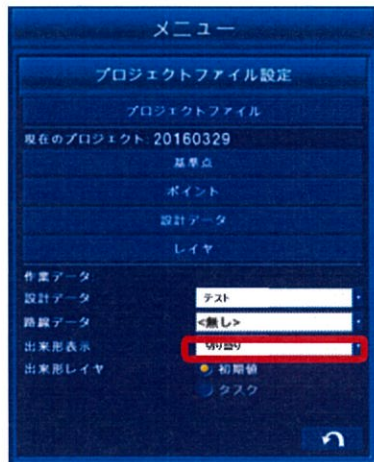 メニュー
プロジェクトファイル設定
プロジェクトファイル
現在のプロジェクト: 20160329
基準点
ポイント
設計データ
レイヤ
作業データ
設計データ テスト
路線データ <無し>
出来形表示 切り盛り
出来形レイヤ 初期値
タスク